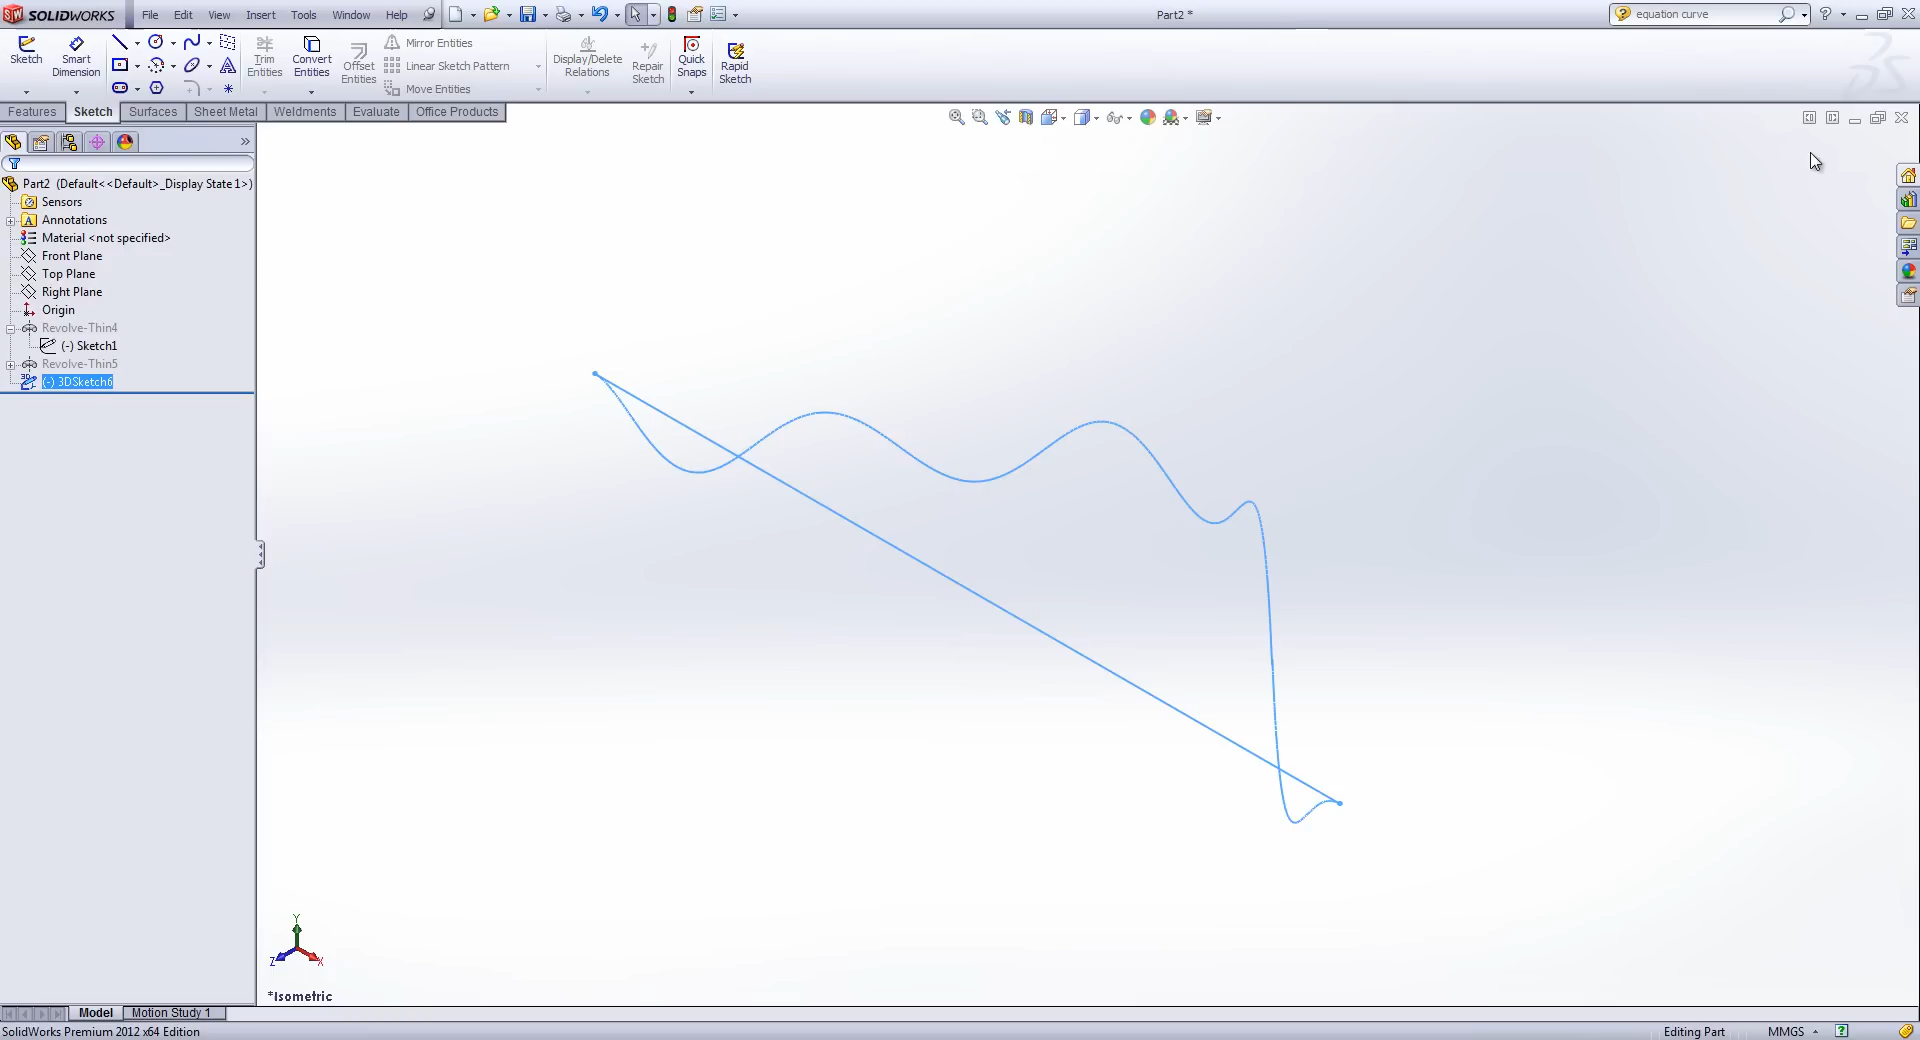 SOLIDWORKS File Edit View Insert Tools Window Help Part2 * equation curve
Sketch Smart Dimension Trim Entities Convert Entities Offset Entities Mirror Entities Linear Sketch Pattern Move Entities Display/Delete Relations Repair Sketch Quick Snaps Rapid Sketch
Features Sketch Surfaces Sheet Metal Weldments Evaluate Office Products
Part2 (Default<<Default>_Display State 1>)
Sensors
Annotations
Material <not specified>
Front Plane
Top Plane
Right Plane
Origin
Revolve-Thin4
(-) Sketch1
Revolve-Thin5
(-) 3DSketch6
Y
Z X
*Isometric
Model Motion Study 1
SolidWorks Premium 2012 x64 Edition Editing Part MMGS